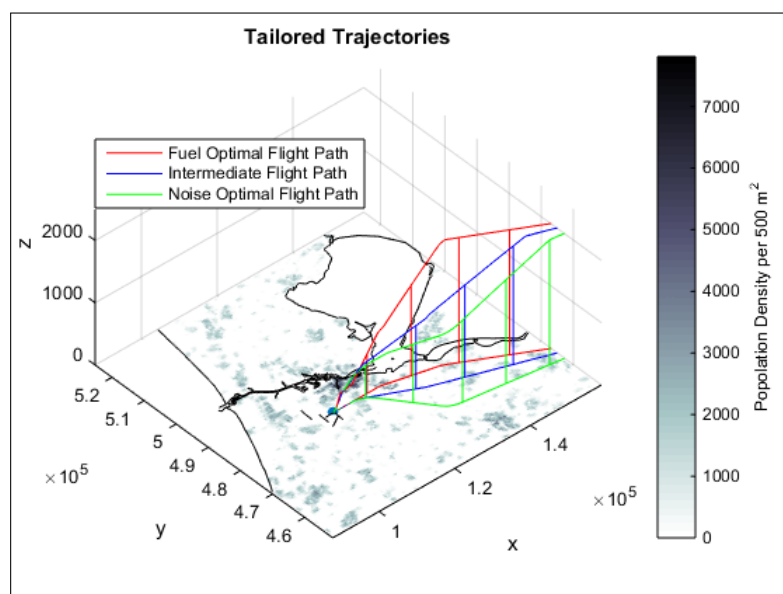 Tailored Trajectories
Fuel Optimal Flight Path
Intermediate Flight Path
Noise Optimal Flight Path
z
2000
1000
0
5.2
5.1
5
4.9
4.8
4.7
4.6
×10^5
y
1
1.2
1.4
×10^5
x
7000
6000
5000
4000
3000
2000
1000
0
Popolation Density per 500 m²